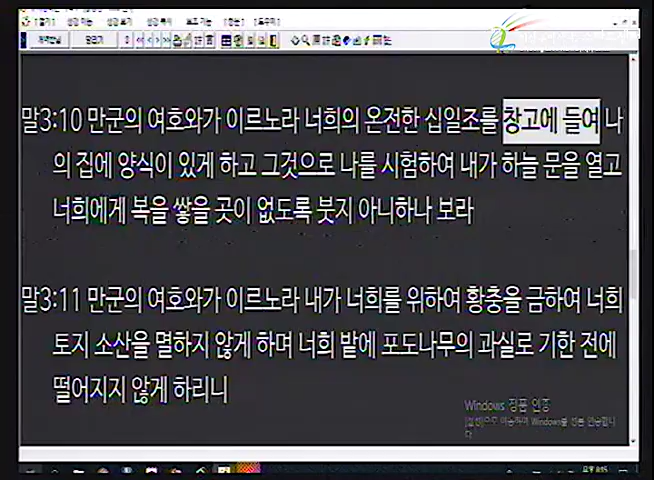 말3:10 만군의 여호와가 이르노라 너희의 온전한 십일조를 창고에 들여 나
의 집에 양식이 있게 하고 그것으로 나를 시험하여 내가 하늘 문을 열고
너희에게 복을 쌓을 곳이 없도록 붓지 아니하나 보라
말3:11 만군의 여호와가 이르노라 내가 너희를 위하여 황충을 금하여 너희
토지 소산을 멸하지 않게 하며 너희 밭에 포도나무의 과실로 기한 전에
떨어지지 않게 하리니
Windows 정품 인증